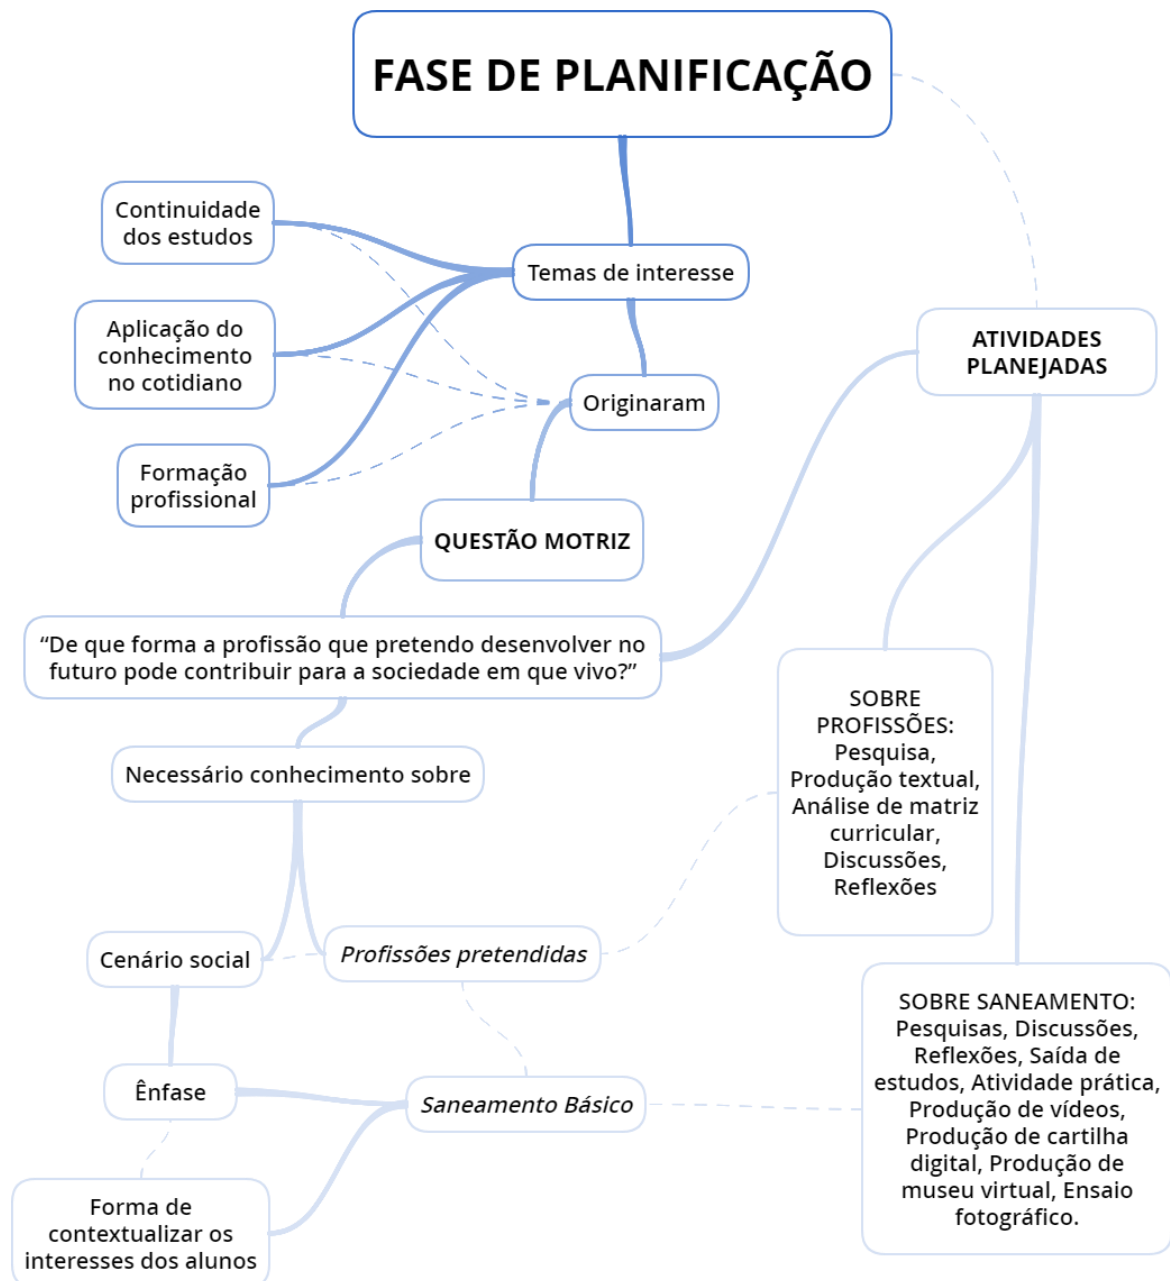 FASE DE PLANIFICAÇÃO
Continuidade
dos estudos
Temas de interesse
Aplicação do
conhecimento
no cotidiano
ATIVIDADES
PLANEJADAS
Originaram
Formação
profissional
QUESTÃO MOTRIZ
“De que forma a profissão que pretendo desenvolver no
futuro pode contribuir para a sociedade em que vivo?”
SOBRE
PROFISSÕES:
Pesquisa,
Produção textual,
Análise de matriz
curricular,
Discussões,
Reflexões
Necessário conhecimento sobre
Cenário social
Profissões pretendidas
SOBRE SANEAMENTO:
Pesquisas, Discussões,
Reflexões, Saída de
estudos, Atividade prática,
Produção de vídeos,
Produção de cartilha
digital, Produção de
museu virtual, Ensaio
fotográfico.
Ênfase
Saneamento Básico
Forma de
contextualizar os
interesses dos alunos